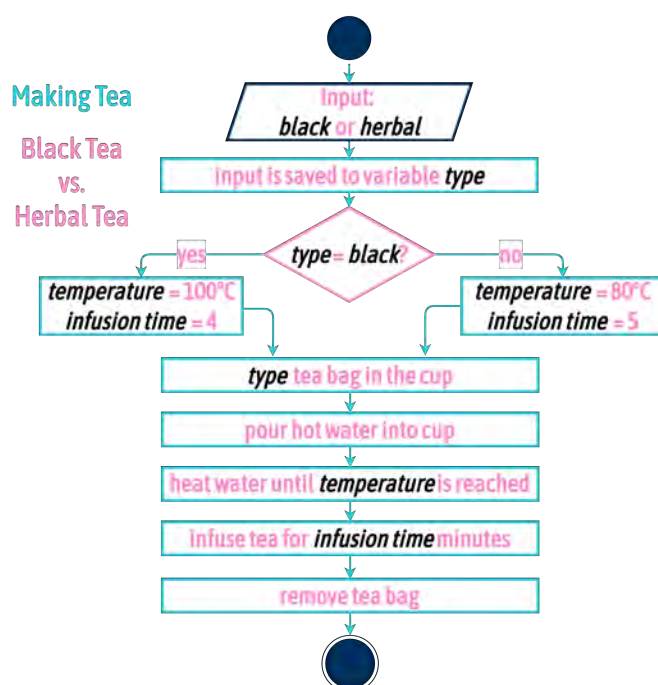 Making Tea
Black Tea
vs.
Herbal Tea
Input:
black or herbal
input is saved to variable type
type = black?
yes
no
temperature = 100°C
infusion time = 4
temperature = 80°C
infusion time = 5
type tea bag in the cup
pour hot water into cup
heat water until temperature is reached
infuse tea for infusion time minutes
remove tea bag